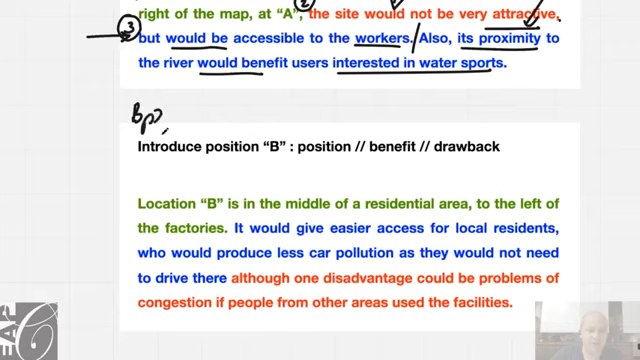 right of the map, at “A”, the site would not be very attractive,
but would be accessible to the workers. Also, its proximity to
the river would benefit users interested in water sports.
Introduce position “B” : position // benefit // drawback
Location “B” is in the middle of a residential area, to the left of
the factories. It would give easier access for local residents,
who would produce less car pollution as they would not need
to drive there although one disadvantage could be problems of
congestion if people from other areas used the facilities.